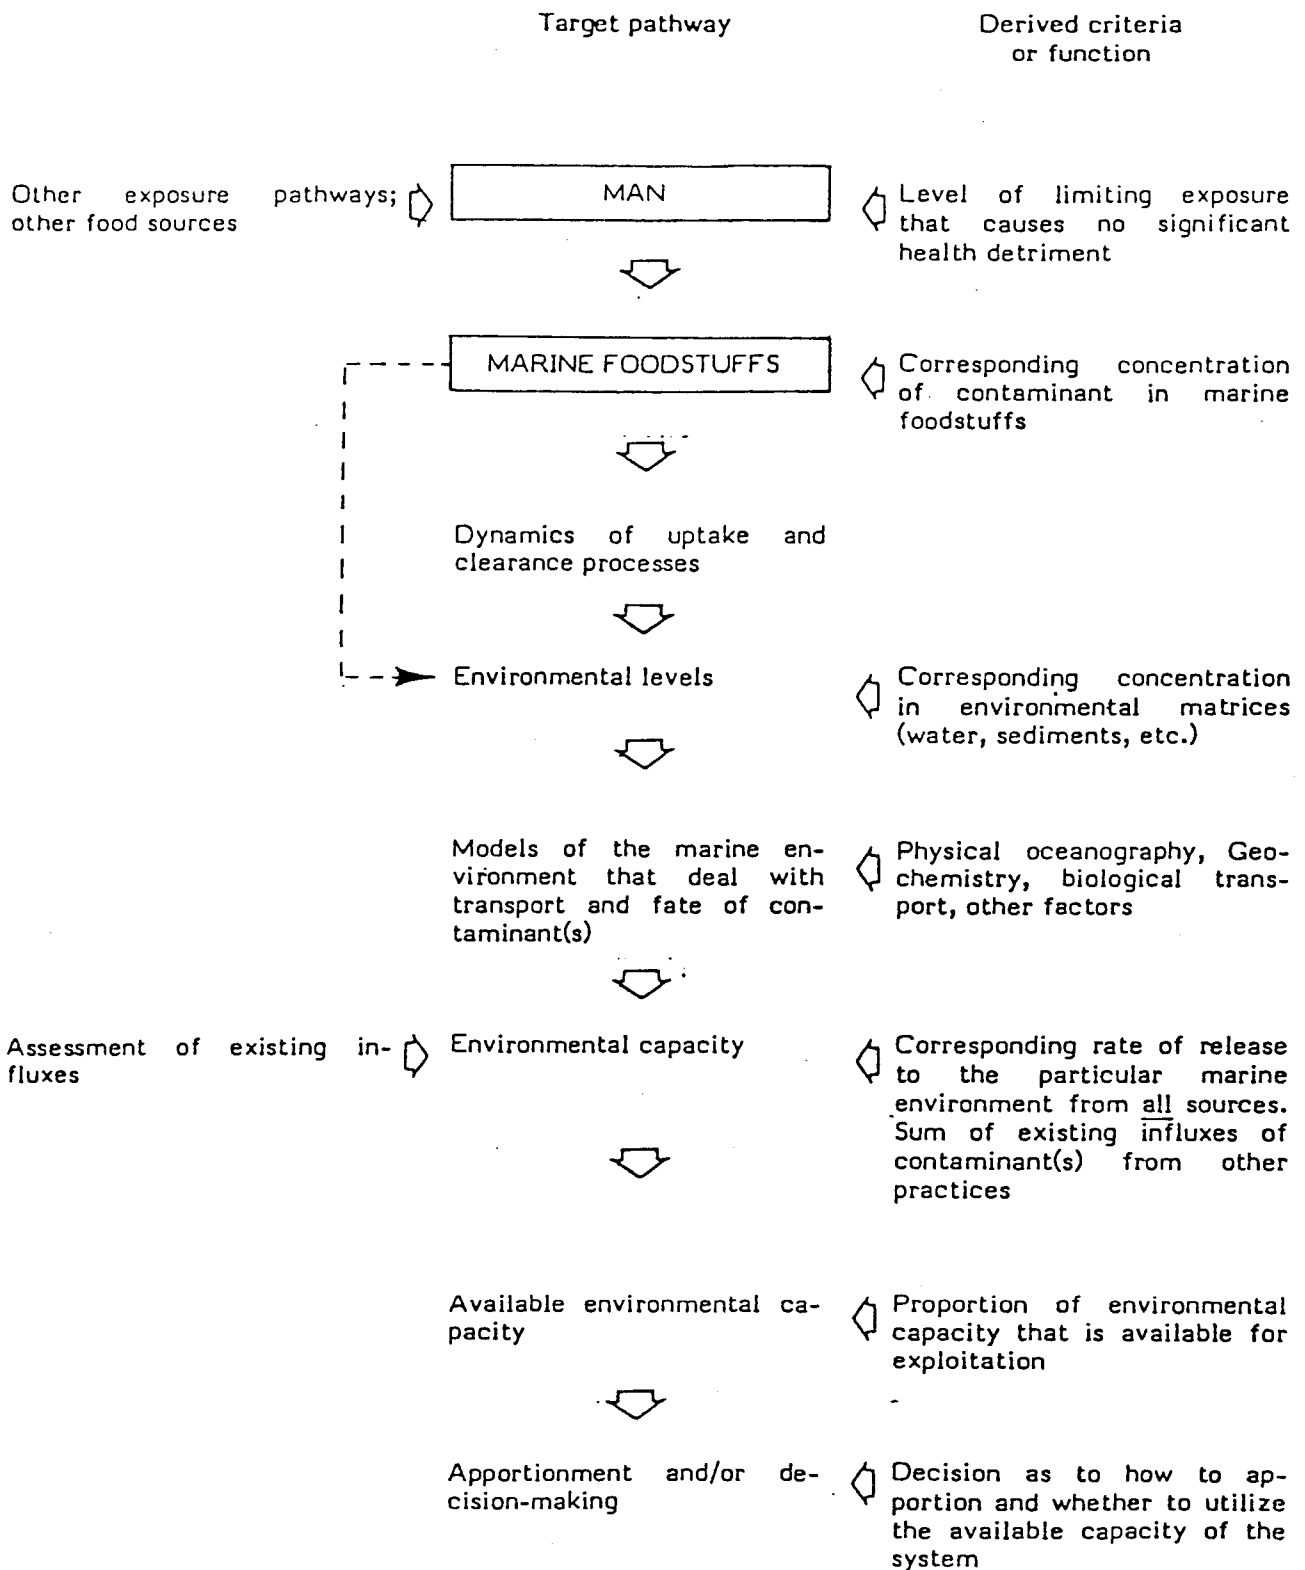 Target pathway
Derived criteria
or function
Other exposure pathways;
other food sources
MAN
Level of limiting exposure
that causes no significant
health detriment
MARINE FOODSTUFFS
Corresponding concentration
of contaminant in marine
foodstuffs
Dynamics of uptake and
clearance processes
Environmental levels
Corresponding concentration
in environmental matrices
(water, sediments, etc.)
Models of the marine en-
vironment that deal with
transport and fate of con-
taminant(s)
Physical oceanography, Geo-
chemistry, biological trans-
port, other factors
Assessment of existing in-
fluxes
Environmental capacity
Corresponding rate of release
to the particular marine
environment from all sources.
Sum of existing influxes of
contaminant(s) from other
practices
Available environmental ca-
pacity
Proportion of environmental
capacity that is available for
exploitation
Apportionment and/or de-
cision-making
Decision as to how to ap-
portion and whether to utilize
the available capacity of the
system